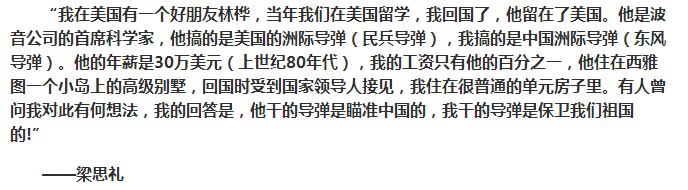 “我在美国有一个好朋友林桦，当年我们在美国留学，我回国了，他留在了美国。他是波
音公司的首席科学家，他搞的是美国的洲际导弹（民兵导弹），我搞的是中国洲际导弹（东风
导弹）。他的年薪是30万美元（上世纪80年代），我的工资只有他的百分之一，他住在西雅
图一个小岛上的高级别墅，回国时受到国家领导人接见，我住在很普通的单元房子里。有人曾
问我对此有何想法，我的回答是，他干的导弹是瞄准中国的，我干的导弹是保卫我们祖国
的!”
——梁思礼